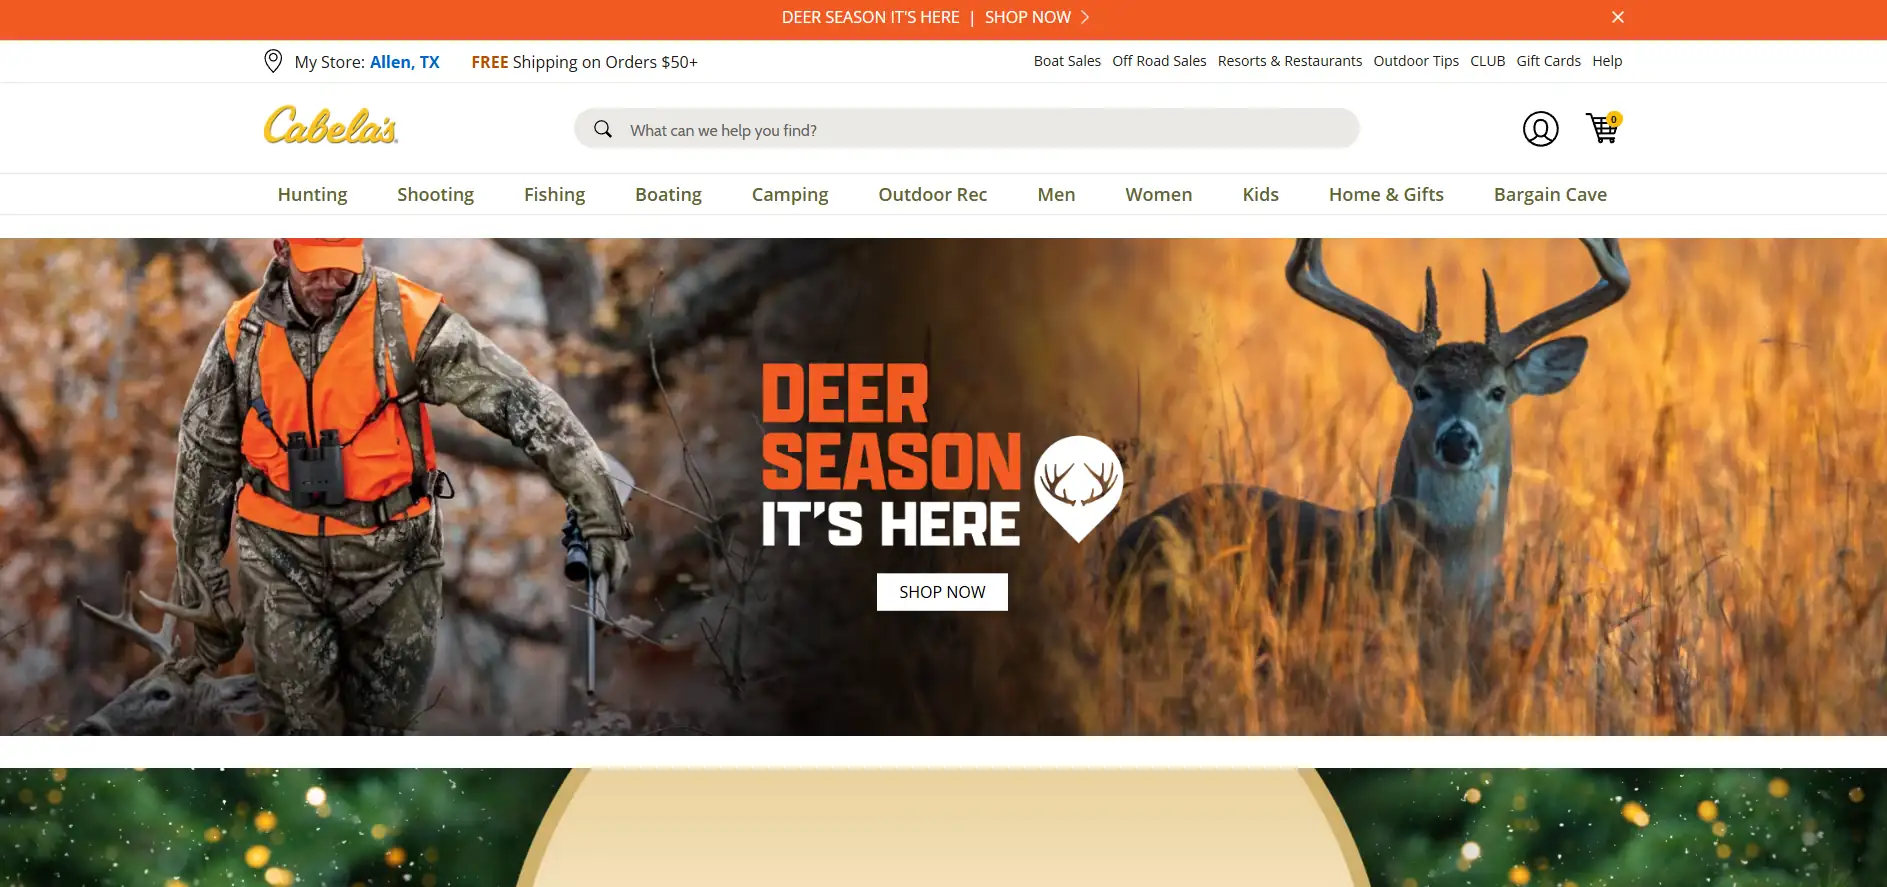 DEER SEASON IT'S HERE | SHOP NOW
My Store: Allen, TX FREE Shipping on Orders $50+ Boat Sales Off Road Sales Resorts & Restaurants Outdoor Tips CLUB Gift Cards Help
Cabela's What can we help you find? 0
Hunting Shooting Fishing Boating Camping Outdoor Rec Men Women Kids Home & Gifts Bargain Cave
DEER
SEASON
IT'S HERE
SHOP NOW